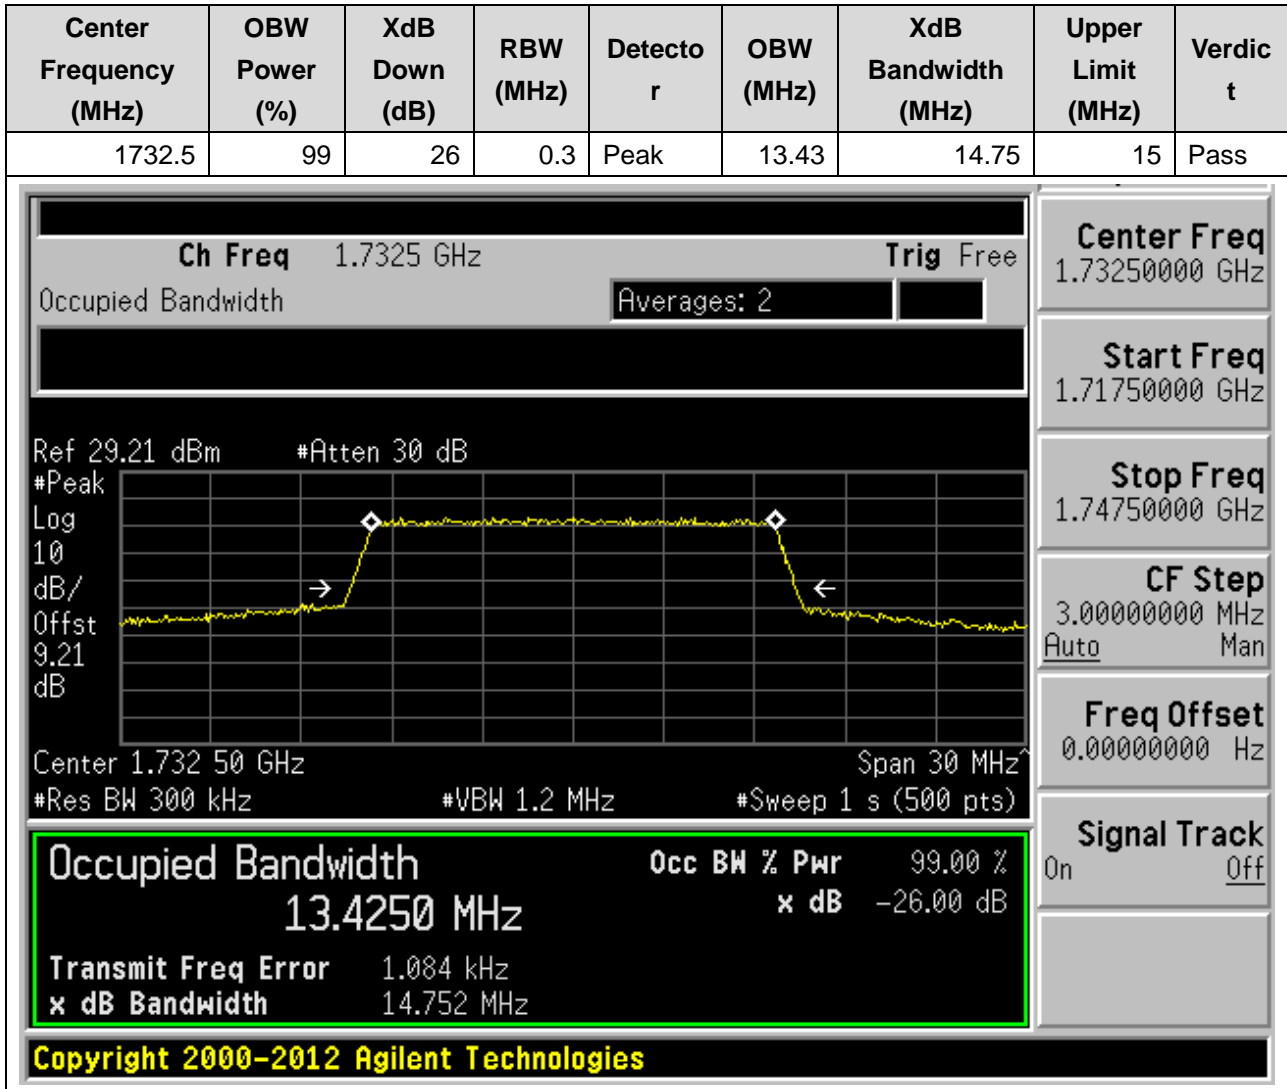 Center Frequency (MHz) OBW Power (%) XdB Down (dB) RBW (MHz) Detecto r OBW (MHz) XdB Bandwidth (MHz) Upper Limit (MHz) Verdic t
1732.5 99 26 0.3 Peak 13.43 14.75 15 Pass
Ch Freq 1.7325 GHz Trig Free
Occupied Bandwidth Averages: 2
Ref 29.21 dBm #Atten 30 dB
#Peak
Log
10
dB/
Offst
9.21
dB
Center 1.732 50 GHz Span 30 MHz^
#Res BW 300 kHz #VBW 1.2 MHz #Sweep 1 s (500 pts)
Occupied Bandwidth Occ BW % Pwr 99.00 %
13.4250 MHz x dB -26.00 dB
Transmit Freq Error 1.084 kHz
x dB Bandwidth 14.752 MHz
Copyright 2000-2012 Agilent Technologies
Center Freq
1.73250000 GHz
Start Freq
1.71750000 GHz
Stop Freq
1.74750000 GHz
CF Step
3.00000000 MHz
Auto Man
Freq Offset
0.00000000 Hz
Signal Track
On Off